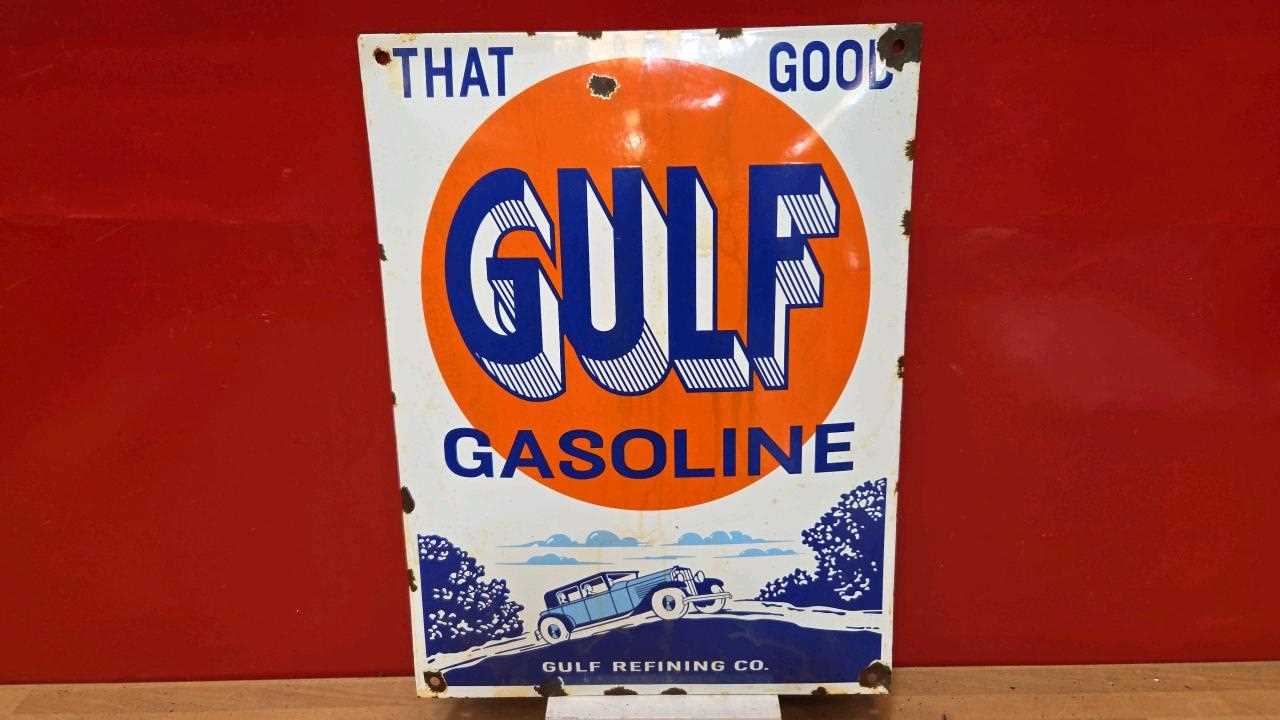 THAT GOOD
GULF
GASOLINE
GULF REFINING CO.